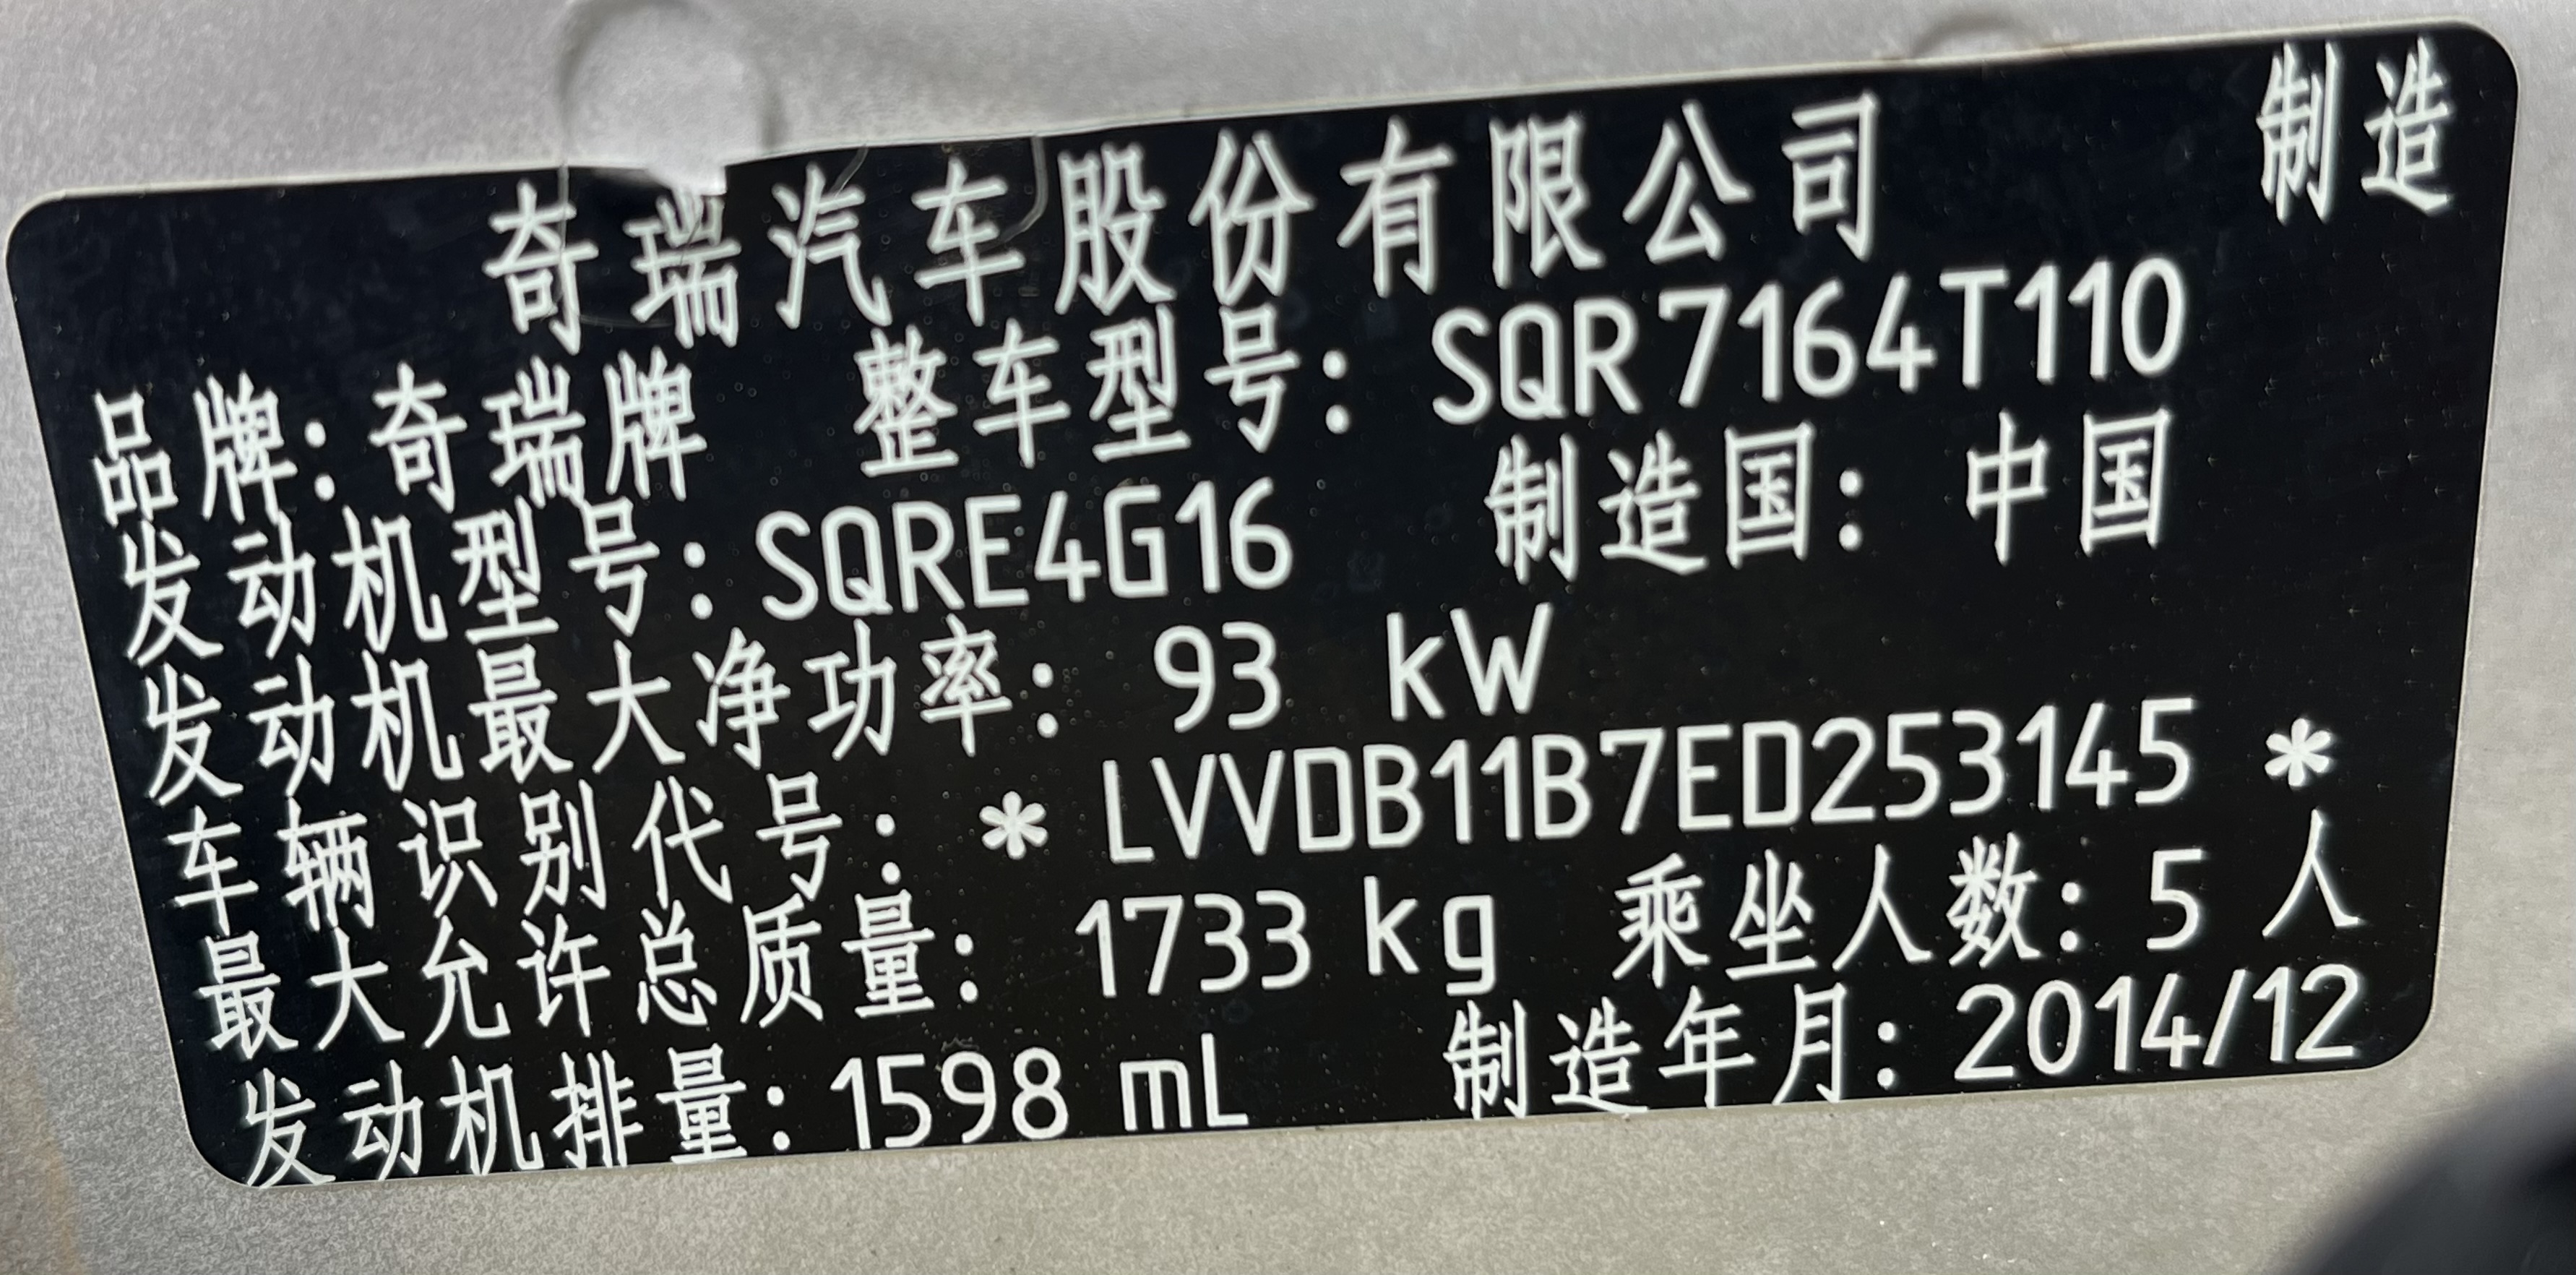 奇瑞汽车股份有限公司 制造
品牌：奇瑞牌 整车型号：SQR7164T110
发动机型号：SQRE4G16 制造国：中国
发动机最大净功率：93 kW
车辆识别代号：*LVVDB11B7ED253145*
最大允许总质量：1733 kg 乘坐人数：5人
发动机排量：1598 mL 制造年月：2014/12